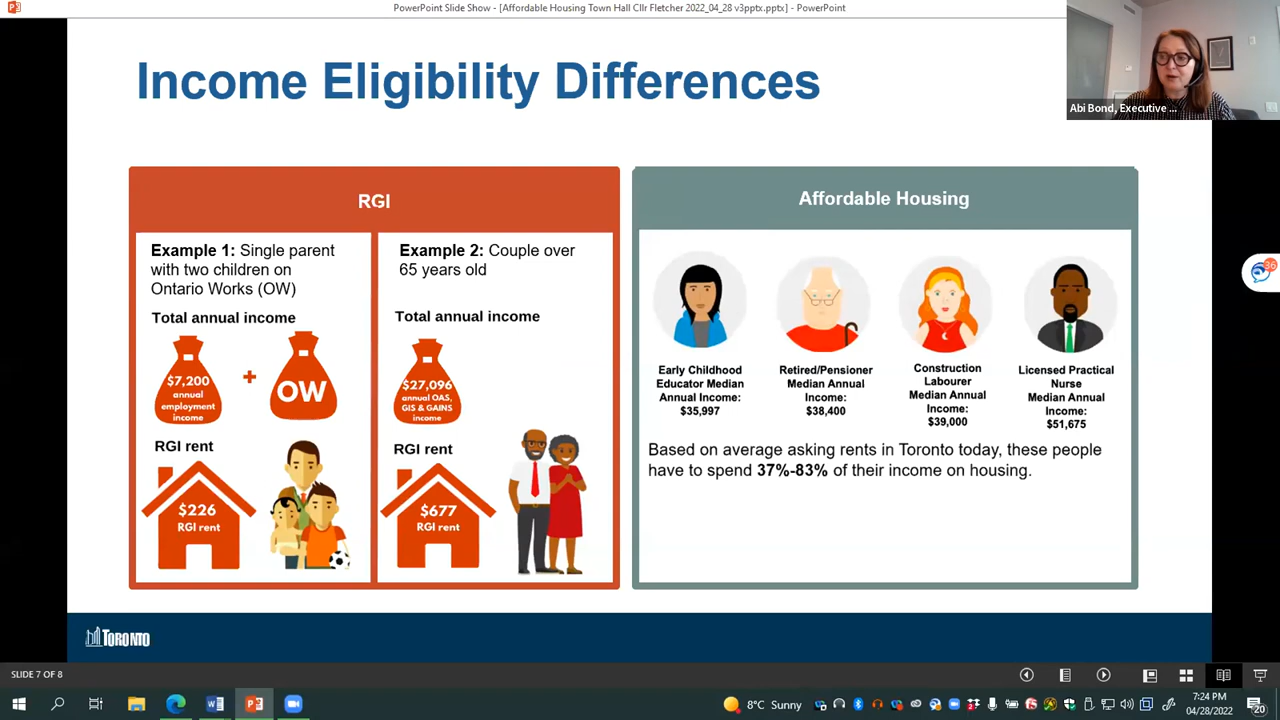 PowerPoint Slide Show - [Affordable Housing Town Hall Cllr Fletcher 2022_04_28 v3pptx.pptx] - PowerPoint
Abi Bond, Executive ...
Income Eligibility Differences
RGI
Example 1: Single parent
with two children on
Ontario Works (OW)
Total annual income
$7,200
annual
employment
income
+
OW
RGI rent
$226
RGI rent
Example 2: Couple over
65 years old
Total annual income
$27,096
annual OAS,
GIS & GAINS
income
RGI rent
$677
RGI rent
Affordable Housing
Early Childhood
Educator Median
Annual Income:
$35,997
Retired/Pensioner
Median Annual
Income:
$38,400
Construction
Labourer
Median Annual
Income:
$39,000
Licensed Practical
Nurse
Median Annual
Income:
$51,675
Based on average asking rents in Toronto today, these people
have to spend 37%-83% of their income on housing.
36
TORONTO
SLIDE 7 OF 8
8°C Sunny
7:24 PM
04/28/2022
20